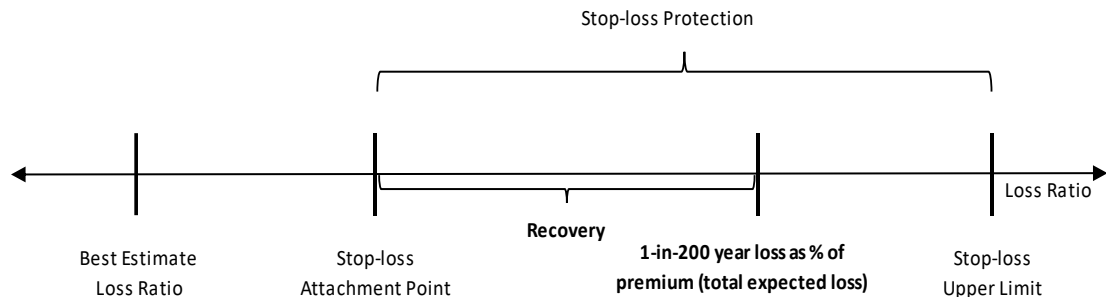 Stop-loss Protection
Loss Ratio
Recovery
Best Estimate
Loss Ratio
Stop-loss
Attachment Point
1-in-200 year loss as % of
premium (total expected loss)
Stop-loss
Upper Limit